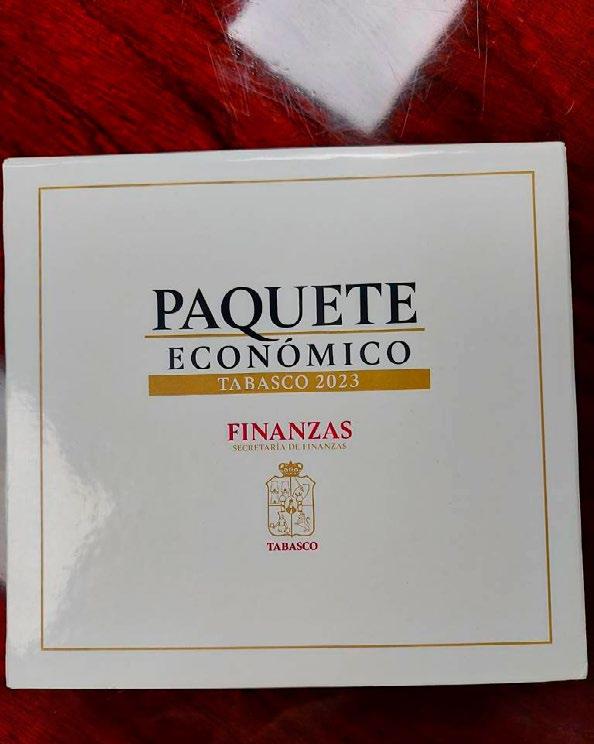 PAQUETE
ECONÓMICO
TABASCO 2023
FINANZAS
SECRETARÍA DE FINANZAS
TABASCO